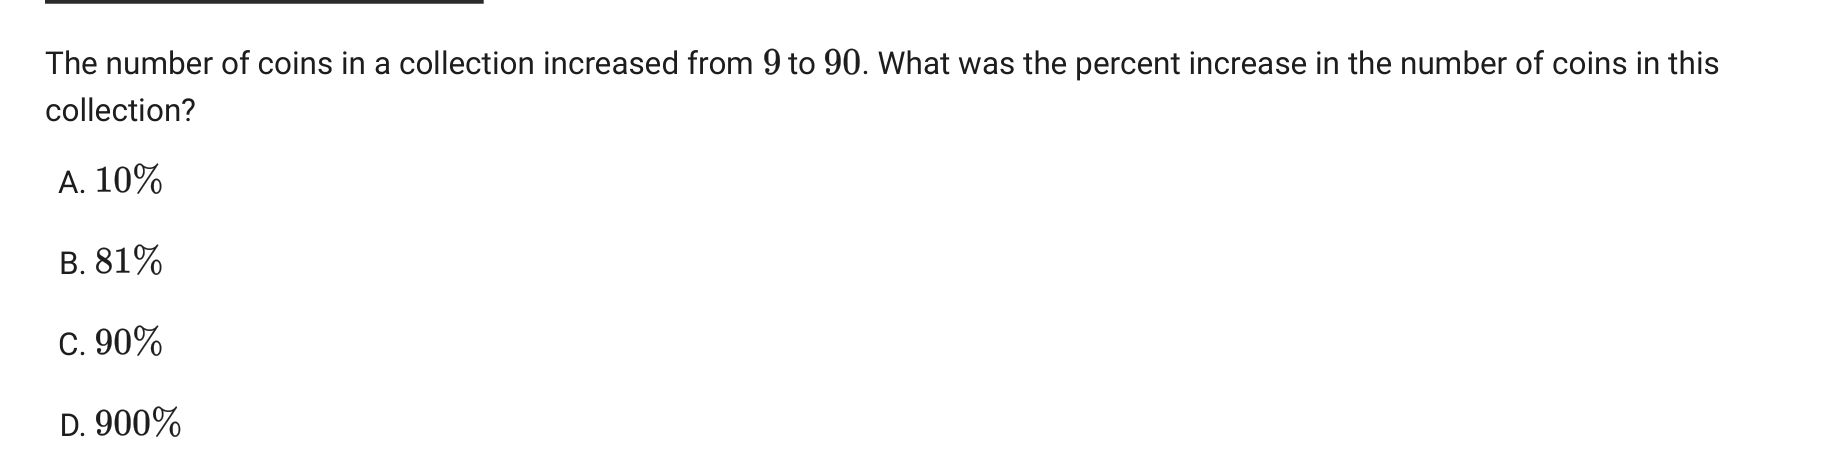 The number of coins in a collection increased from 9 to 90. What was the percent increase in the number of coins in this
collection?
A. 10%
B. 81%
C. 90%
D. 900%